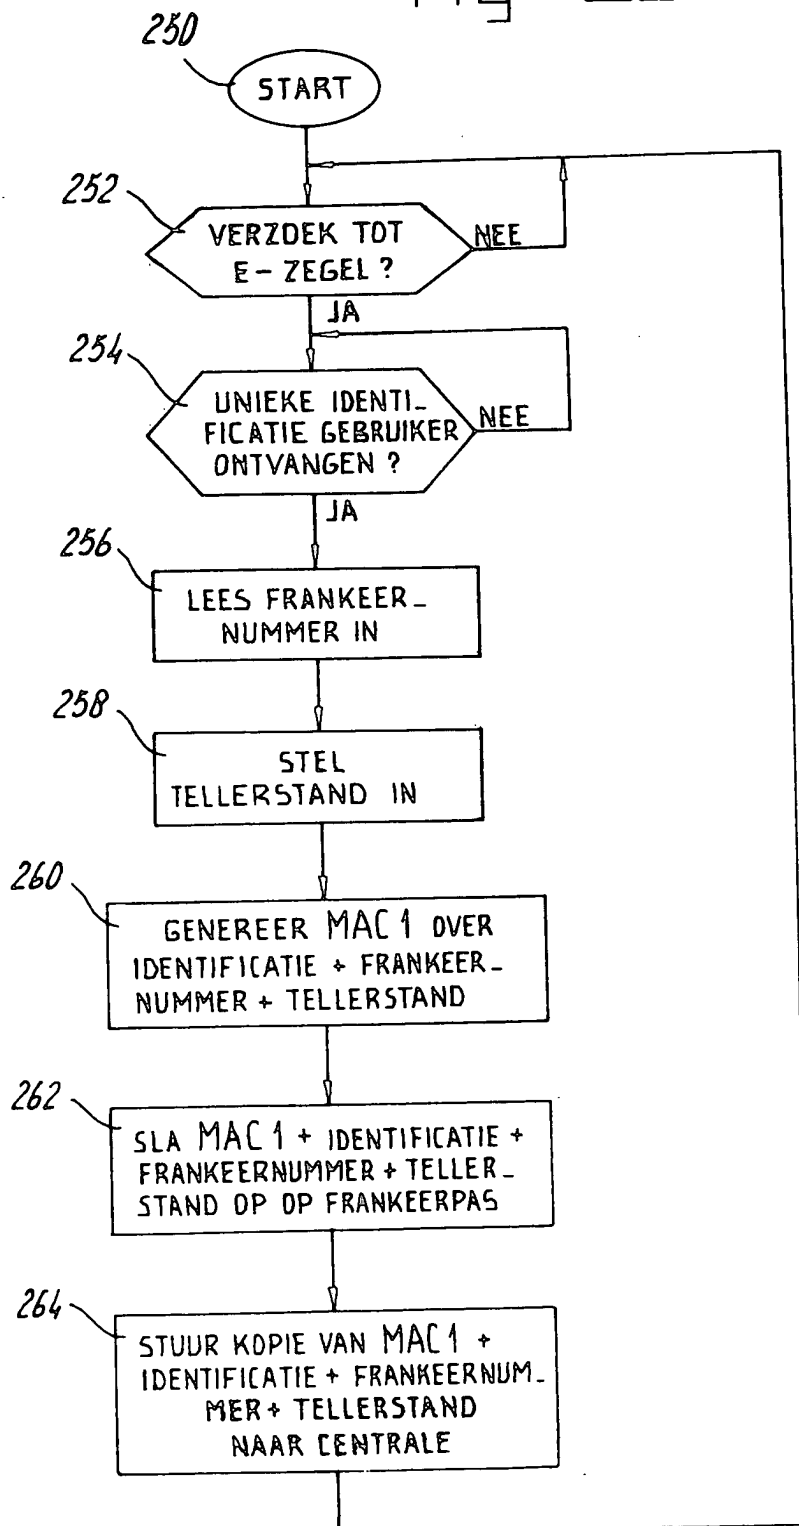 250
START
252
VERZOEK TOT
E-ZEGEL?
NEE
JA
254
UNIEKE IDENTI_
FICATIE GEBRUIKER
ONTVANGEN?
NEE
JA
256
LEES FRANKEER_
NUMMER IN
258
STEL
TELLERSTAND IN
260
GENEREER MAC 1 OVER
IDENTIFICATIE + FRANKEER_
NUMMER + TELLERSTAND
262
SLA MAC 1 + IDENTIFICATIE +
FRANKEERNUMMER + TELLER_
STAND OP OP FRANKEERPAS
264
STUUR KOPIE VAN MAC 1 +
IDENTIFICATIE + FRANKEERNUM_
MER + TELLERSTAND
NAAR CENTRALE